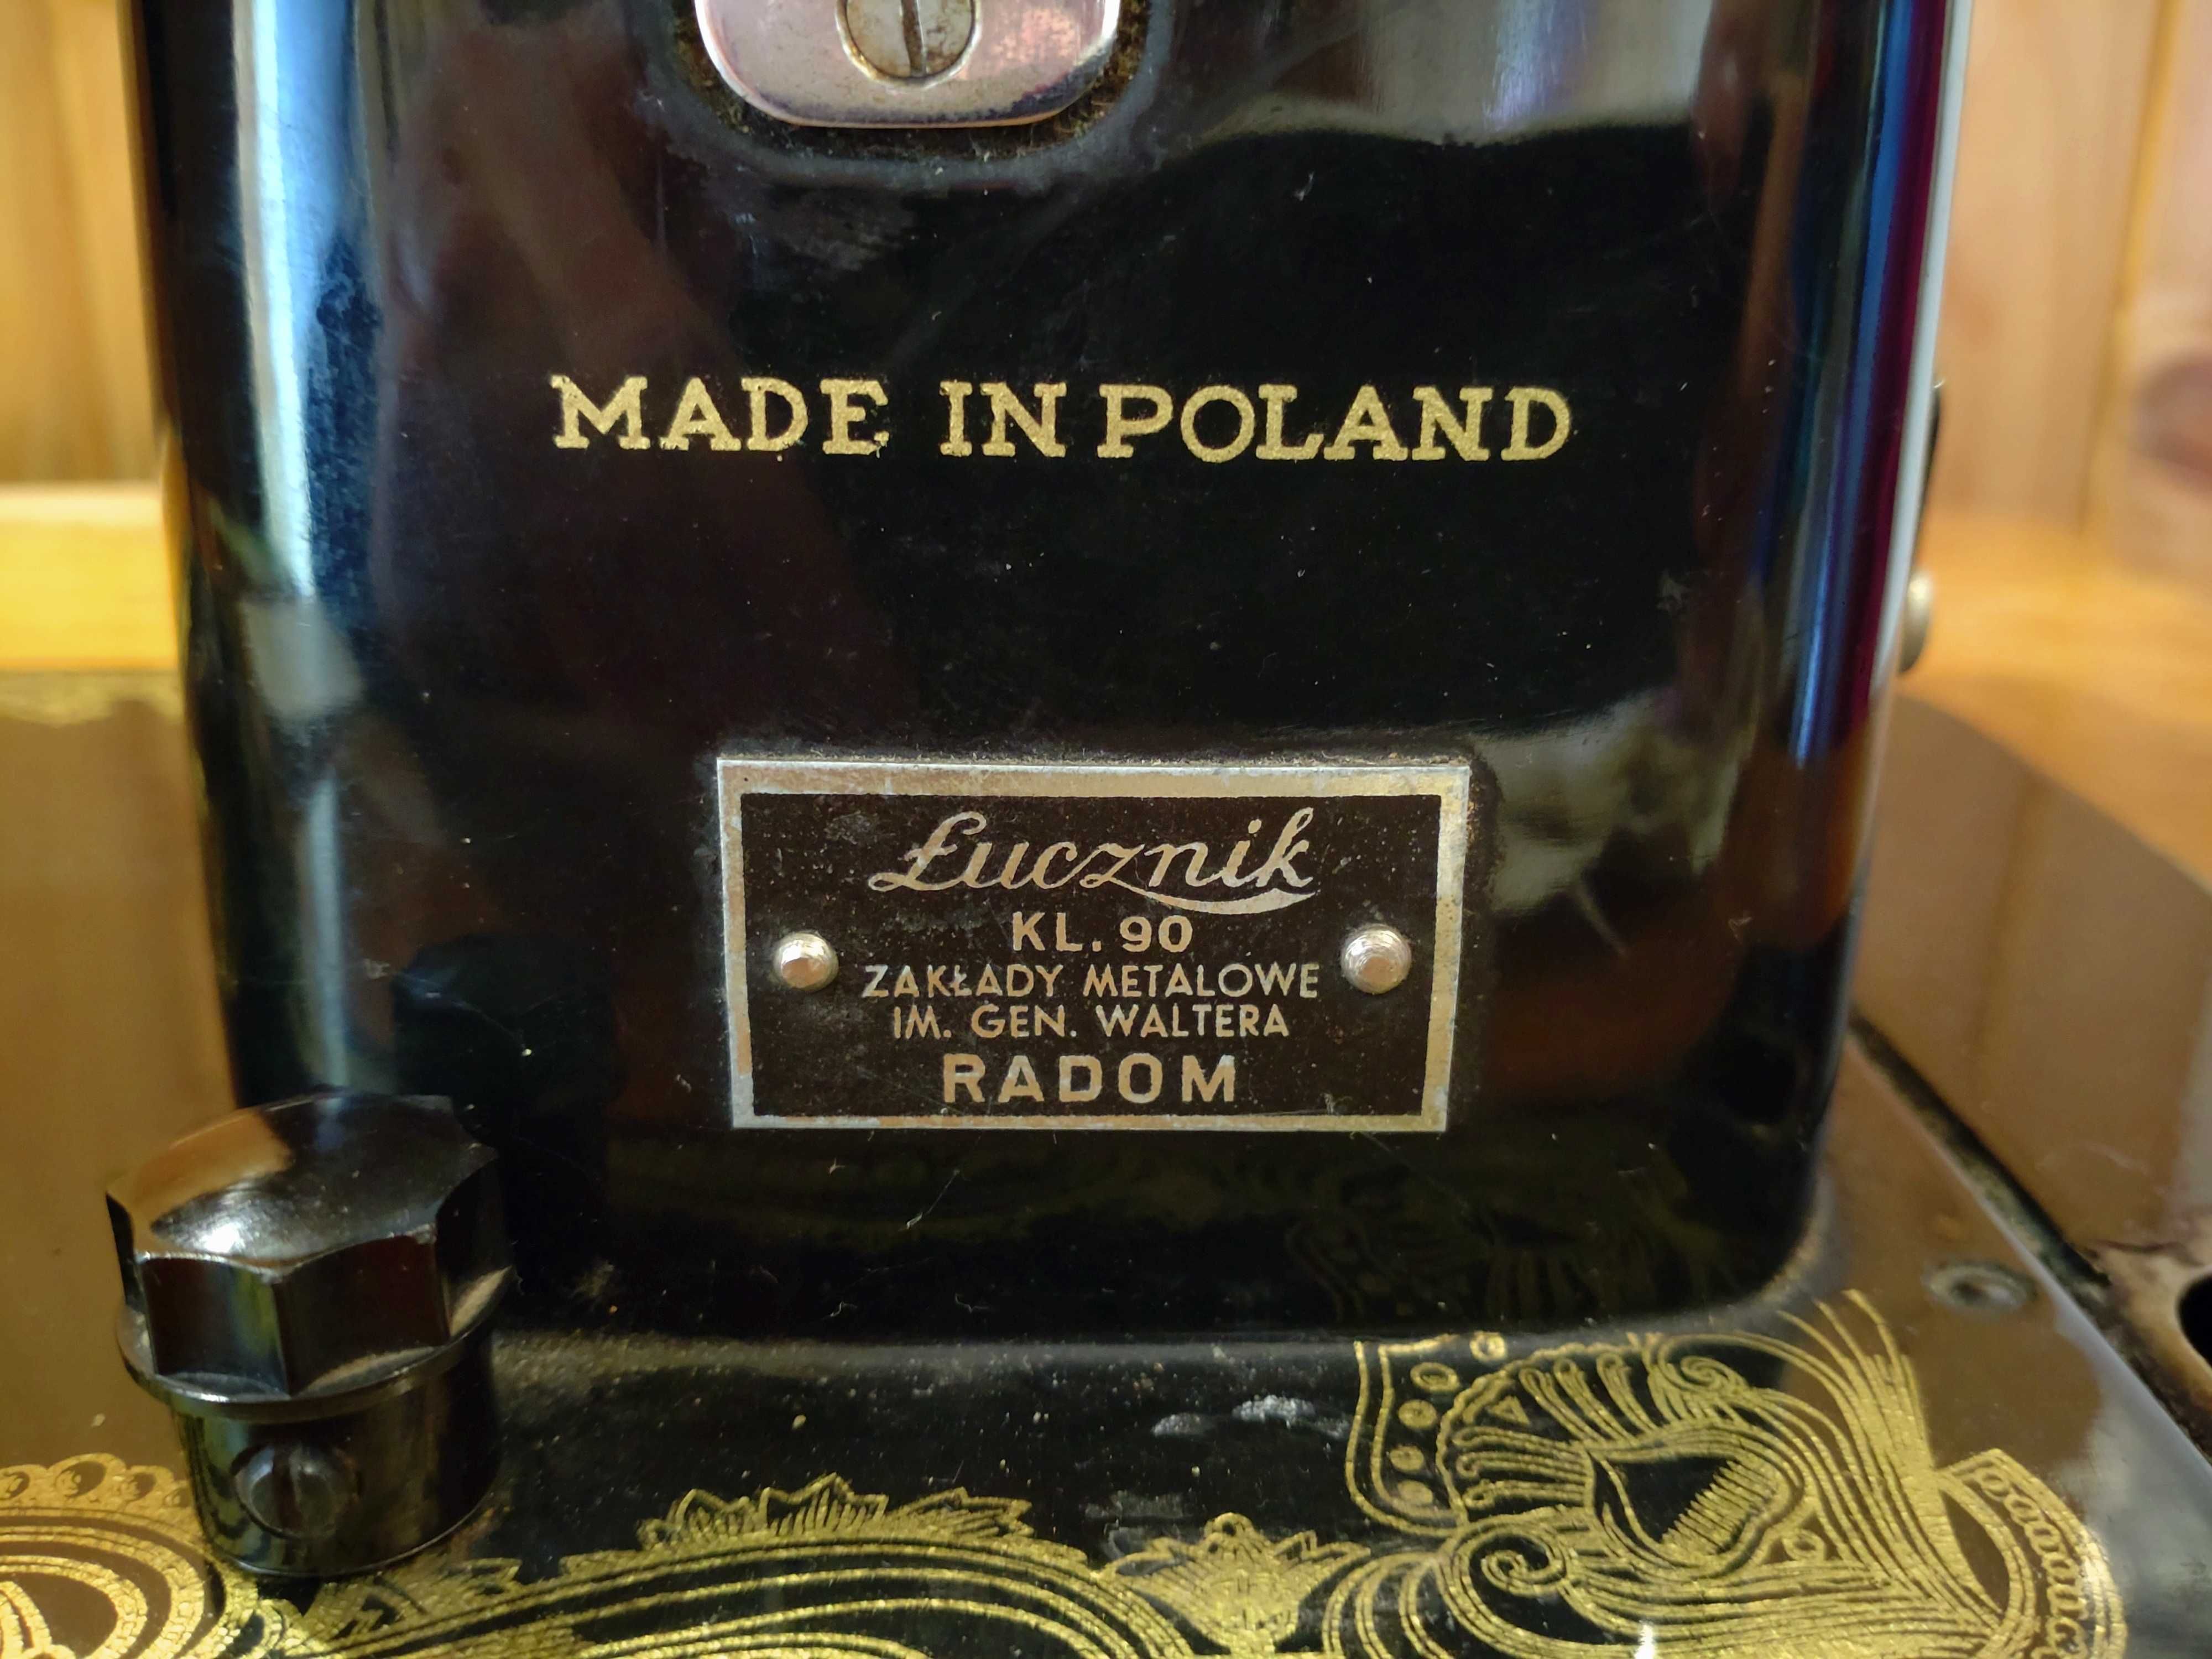 MADE IN POLAND
Łucznik
KL. 90
ZAKŁADY METALOWE
IM. GEN. WALTERA
RADOM